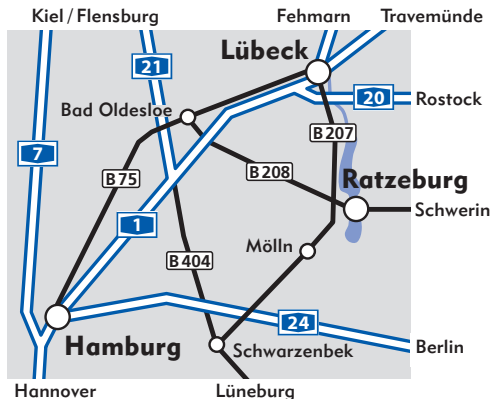 Kiel / Flensburg
Fehmarn
Travemünde
Lübeck
21
20
Rostock
Bad Oldesloe
B 207
7
B 75
B 208
Ratzeburg
Schwerin
1
Mölln
B 404
24
Hamburg
Schwarzenbek
Berlin
Hannover
Lüneburg